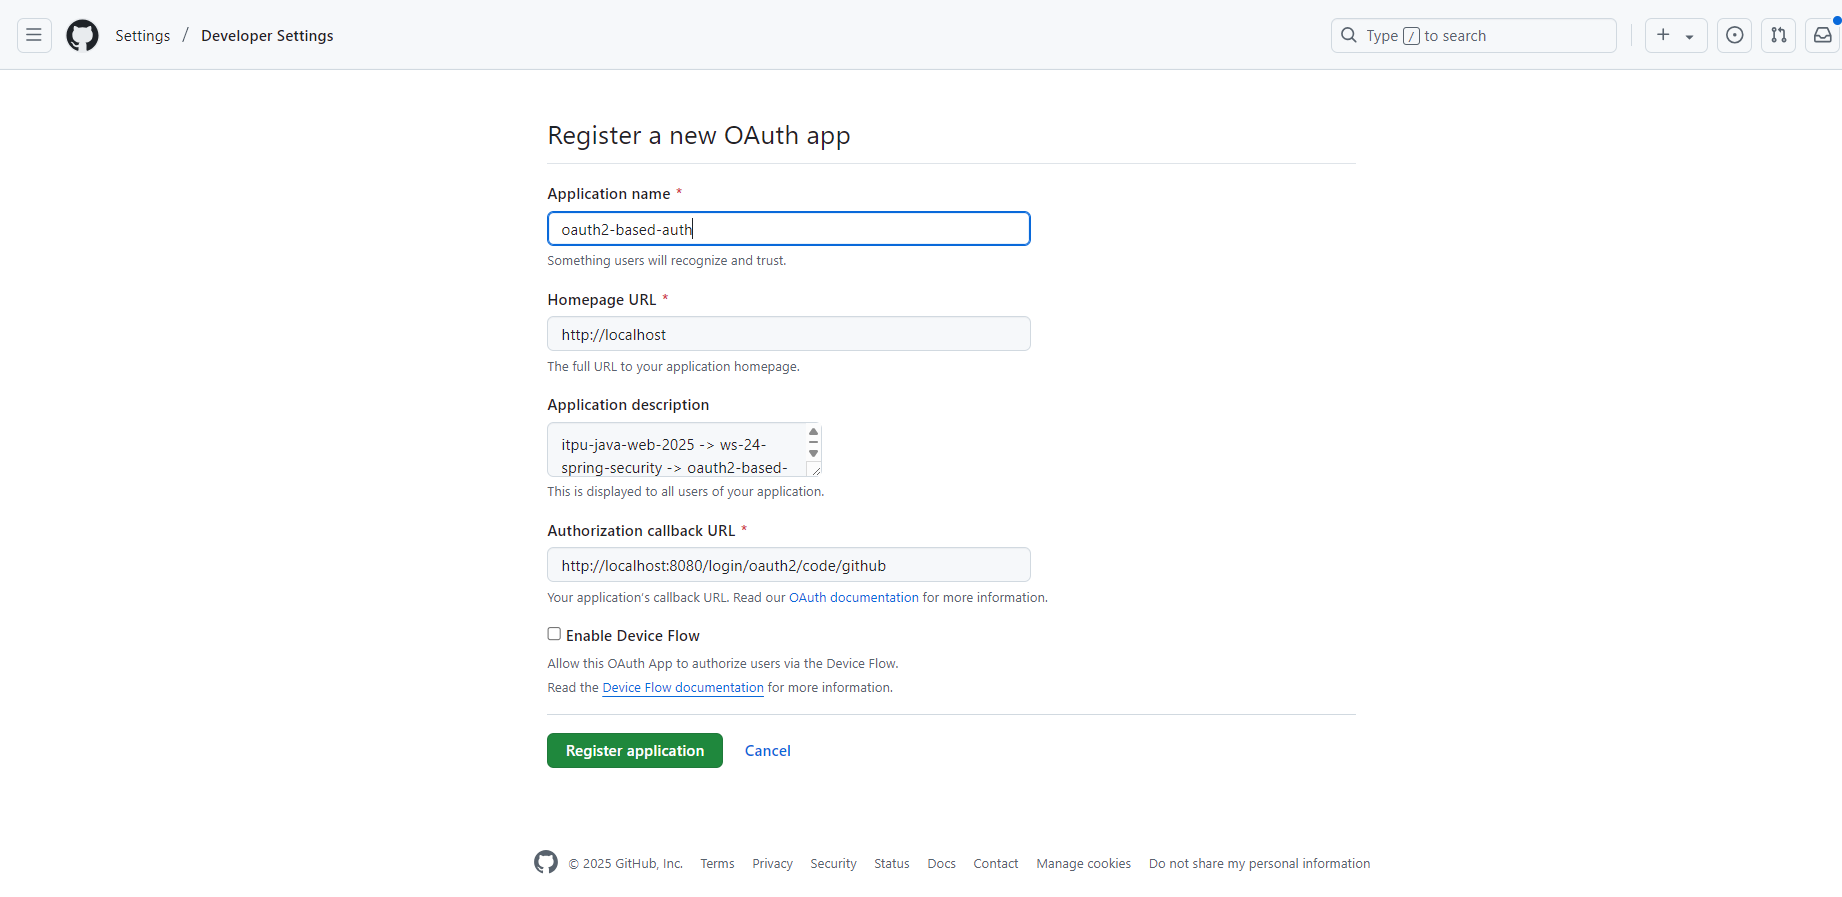 Settings / Developer Settings
Type / to search
Register a new OAuth app
Application name *
oauth2-based-auth
Something users will recognize and trust.
Homepage URL *
http://localhost
The full URL to your application homepage.
Application description
itpu-java-web-2025 -> ws-24-
spring-security -> oauth2-based-
This is displayed to all users of your application.
Authorization callback URL *
http://localhost:8080/login/oauth2/code/github
Your application's callback URL. Read our OAuth documentation for more information.
Enable Device Flow
Allow this OAuth App to authorize users via the Device Flow.
Read the Device Flow documentation for more information.
Register application Cancel
© 2025 GitHub, Inc. Terms Privacy Security Status Docs Contact Manage cookies Do not share my personal information